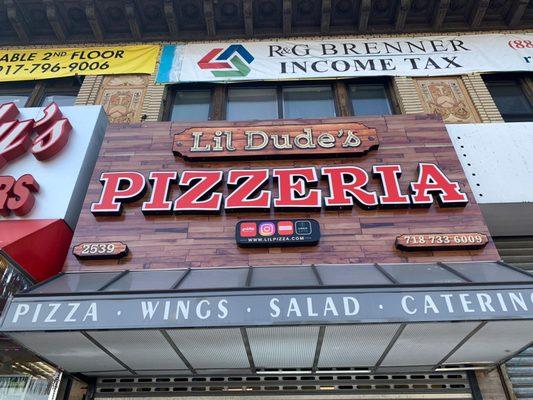 ABLE 2nd FLOOR
917-796-9006
R&G BRENNER
INCOME TAX
LIL DUDE'S
PIZZERIA
WWW.LILPIZZA.COM
2539
718 733 6009
PIZZA · WINGS · SALAD · CATERING